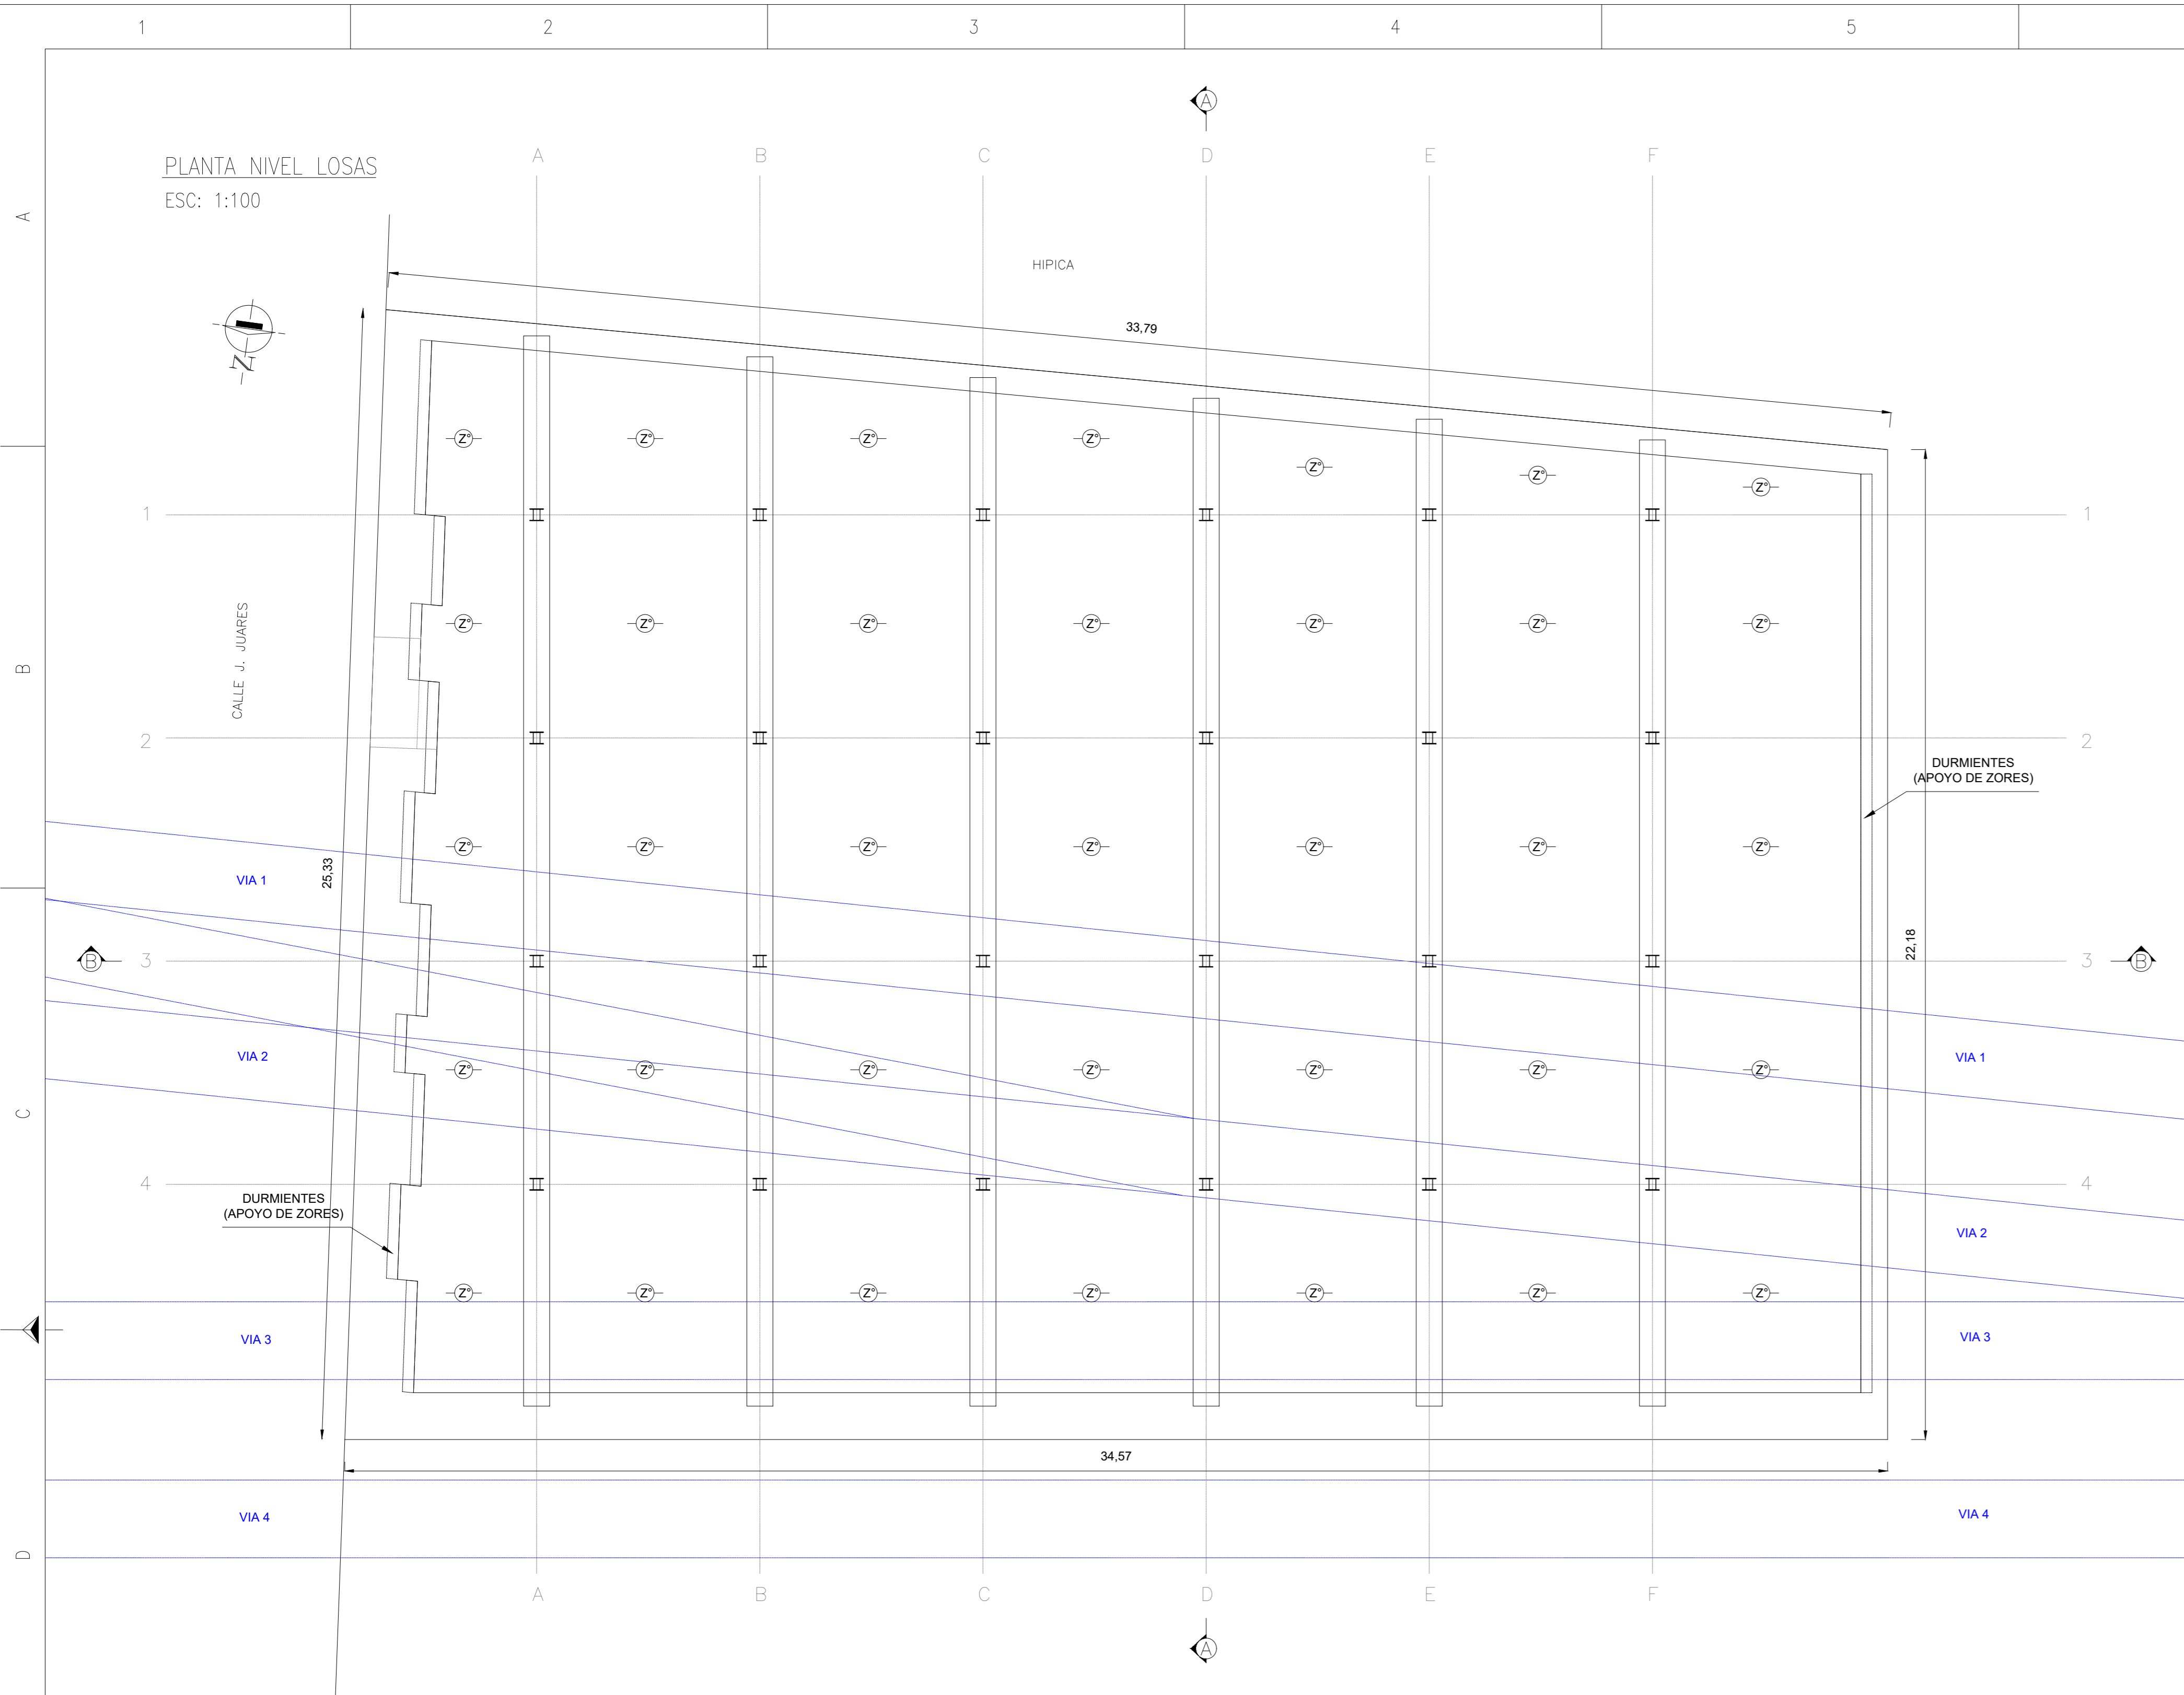 1 2 3 4 5
A
A B C D E F
PLANTA NIVEL LOSAS
ESC: 1:100
A
HIPICA
N
33,79
Z° Z° Z° Z°
Z°
Z°
Z°
1 1
CALLE J. JUARES
Z° Z° Z° Z° Z° Z° Z°
B
2 2
DURMIENTES
(APOYO DE ZORES)
Z° Z° Z° Z° Z° Z° Z°
25,33
VIA 1
22,18
B 3 3 B
VIA 2
VIA 1
Z° Z° Z° Z° Z° Z° Z°
C
4 4
DURMIENTES
(APOYO DE ZORES)
VIA 2
Z° Z° Z° Z° Z° Z° Z°
VIA 3
VIA 3
34,57
VIA 4
VIA 4
D
A B C D E F
A